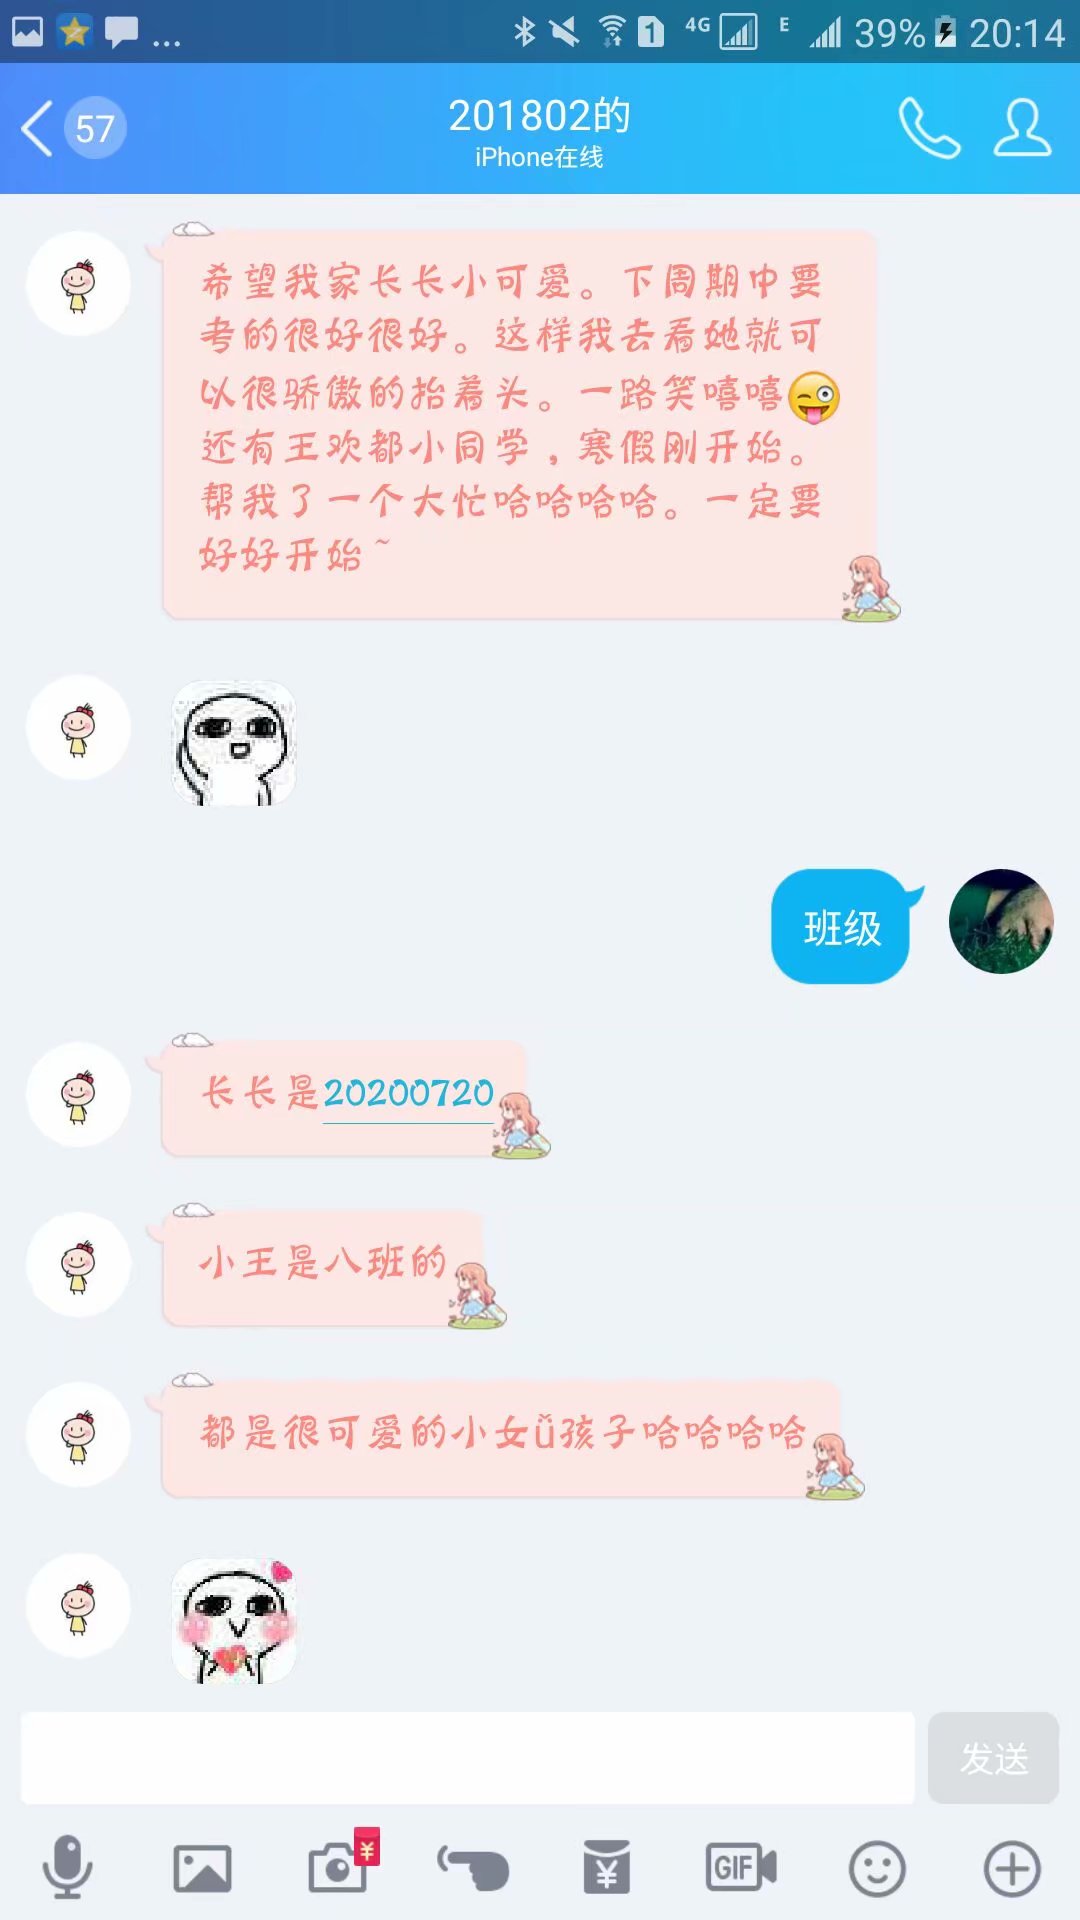 1 4G E 39% 20:14
57
201802的
iPhone在线
希望我家长长小可爱。下周期中要
考的很好很好。这样我去看她就可
以很骄傲的抬着头。一路笑嘻嘻😜
还有王欢都小同学，寒假刚开始。
帮我了一个大忙哈哈哈哈。一定要
好好开始~
班级
长长是20200720
小王是八班的
都是很可爱的小女ǚ孩子哈哈哈哈
发送
¥
¥
GIF